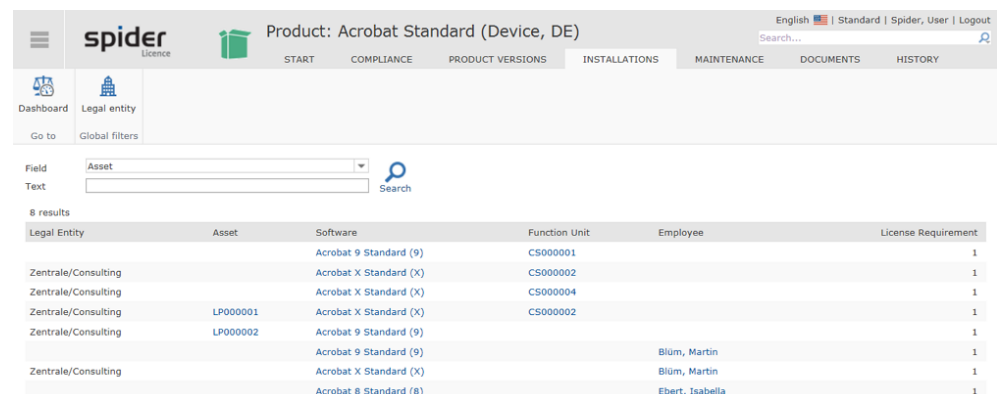 English | Standard | Spider, User | Logout
spider
Licence
Product: Acrobat Standard (Device, DE)
Search...
START COMPLIANCE PRODUCT VERSIONS INSTALLATIONS MAINTENANCE DOCUMENTS HISTORY
Dashboard Legal entity
Go to Global filters
Field Asset
Text
Search
8 results
Legal Entity Asset Software Function Unit Employee License Requirement
Acrobat 9 Standard (9) CS000001 1
Zentrale/Consulting Acrobat X Standard (X) CS000002 1
Zentrale/Consulting Acrobat X Standard (X) CS000004 1
Zentrale/Consulting LP000001 Acrobat X Standard (X) CS000002 1
Zentrale/Consulting LP000002 Acrobat 9 Standard (9) 1
Acrobat 9 Standard (9) Blüm, Martin 1
Zentrale/Consulting Acrobat X Standard (X) Blüm, Martin 1
Acrobat 8 Standard (8) Ebert, Isabella 1